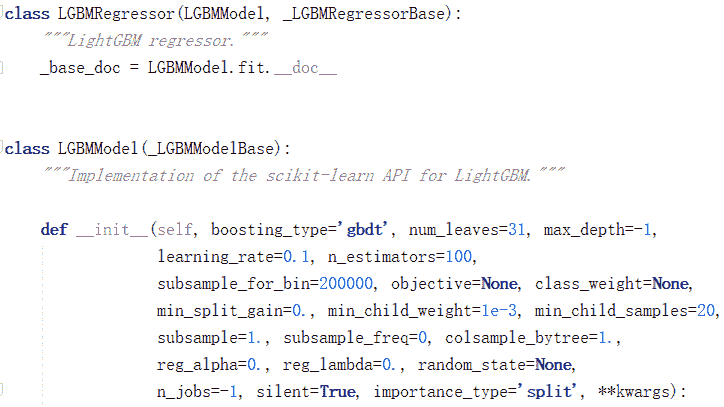 class LGBMRegressor(LGBMModel, _LGBMRegressorBase):
"""LightGBM regressor."""
_base_doc = LGBMModel.fit.__doc__
class LGBMModel(_LGBMModelBase):
"""Implementation of the scikit-learn API for LightGBM."""
def __init__(self, boosting_type='gbdt', num_leaves=31, max_depth=-1,
learning_rate=0.1, n_estimators=100,
subsample_for_bin=200000, objective=None, class_weight=None,
min_split_gain=0., min_child_weight=1e-3, min_child_samples=20,
subsample=1., subsample_freq=0, colsample_bytree=1.,
reg_alpha=0., reg_lambda=0., random_state=None,
n_jobs=-1, silent=True, importance_type='split', **kwargs):